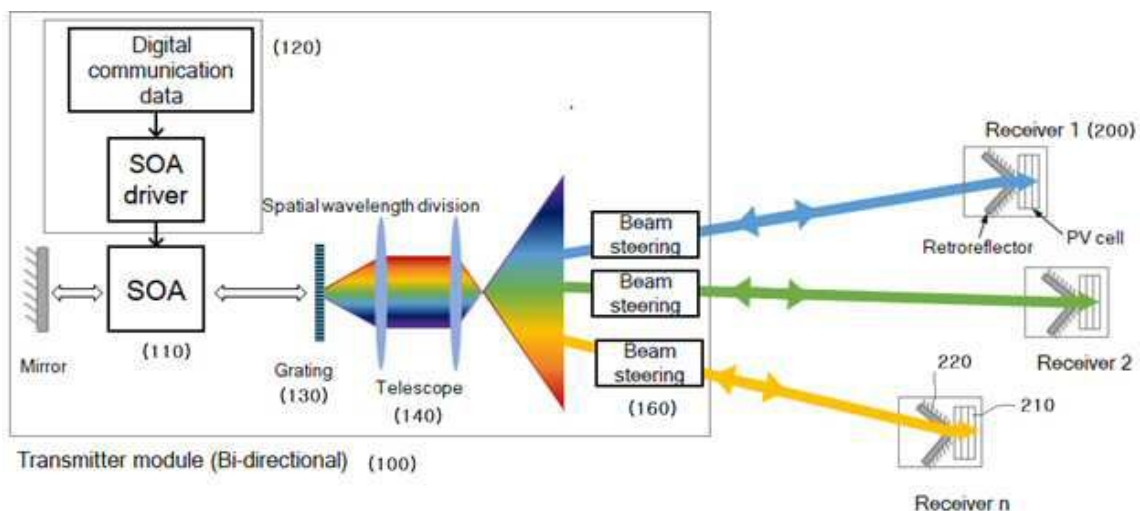 Digital
communication
data
(120)
SOA
driver
SOA
(110)
Mirror
Spatial wavelength division
Grating
(130)
Telescope
(140)
Beam
steering
Beam
steering
Beam
steering
(160)
Receiver 1 (200)
Retroreflector
PV cell
Receiver 2
220
210
Receiver n
Transmitter module (Bi-directional) (100)